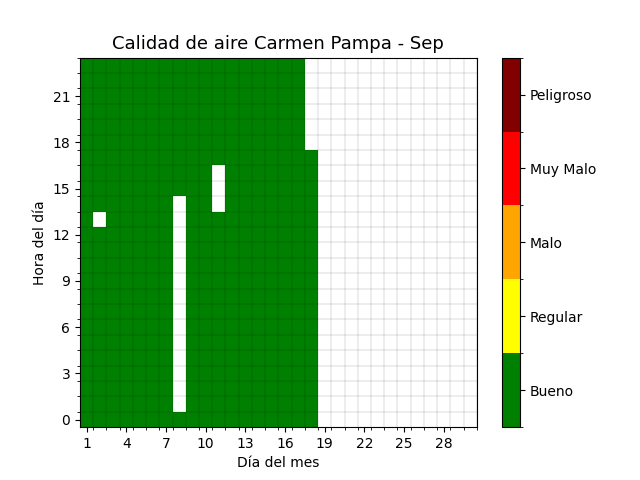 Calidad de aire Carmen Pampa - Sep
Hora del día
21
18
15
12
9
6
3
0
1 4 7 10 13 16 19 22 25 28
Día del mes
Peligroso
Muy Malo
Malo
Regular
Bueno